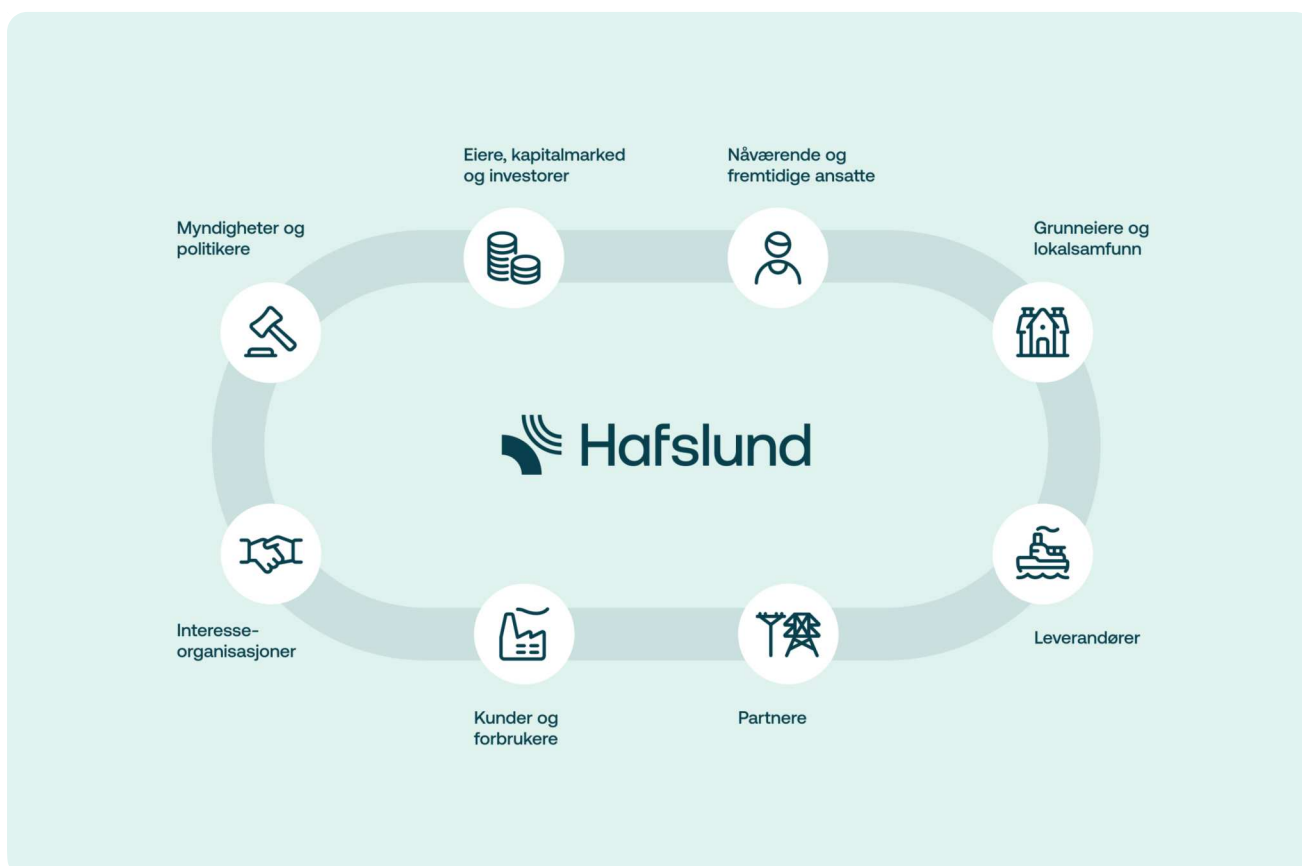 Eiere, kapitalmarked
og investorer
Nåværende og
fremtidige ansatte
Myndigheter og
politikere
Grunneiere og
lokalsamfunn
Hafslund
Interesse-
organisasjoner
Leverandører
Kunder og
forbrukere
Partnere